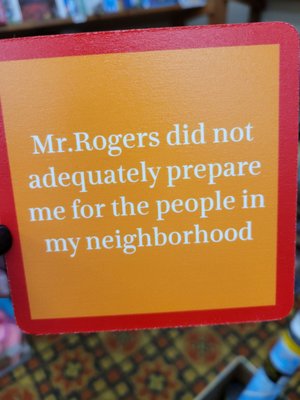 Mr.Rogers did not
adequately prepare
me for the people in
my neighborhood